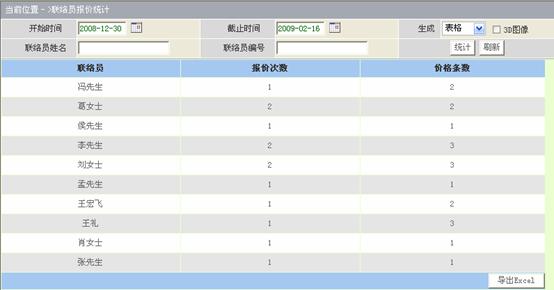 当前位置->联络员报价统计
开始时间 2008-12-30 截止时间 2009-02-16 生成 表格 3D图像
联络员姓名 联络员编号 统计 刷新
联络员 报价次数 价格条数
冯先生 1 2
葛女士 2 2
侯先生 1 1
李先生 2 3
刘女士 2 3
孟先生 1 1
王宏飞 1 2
王礼 1 3
肖女士 1 1
张先生 1 1
导出Excel